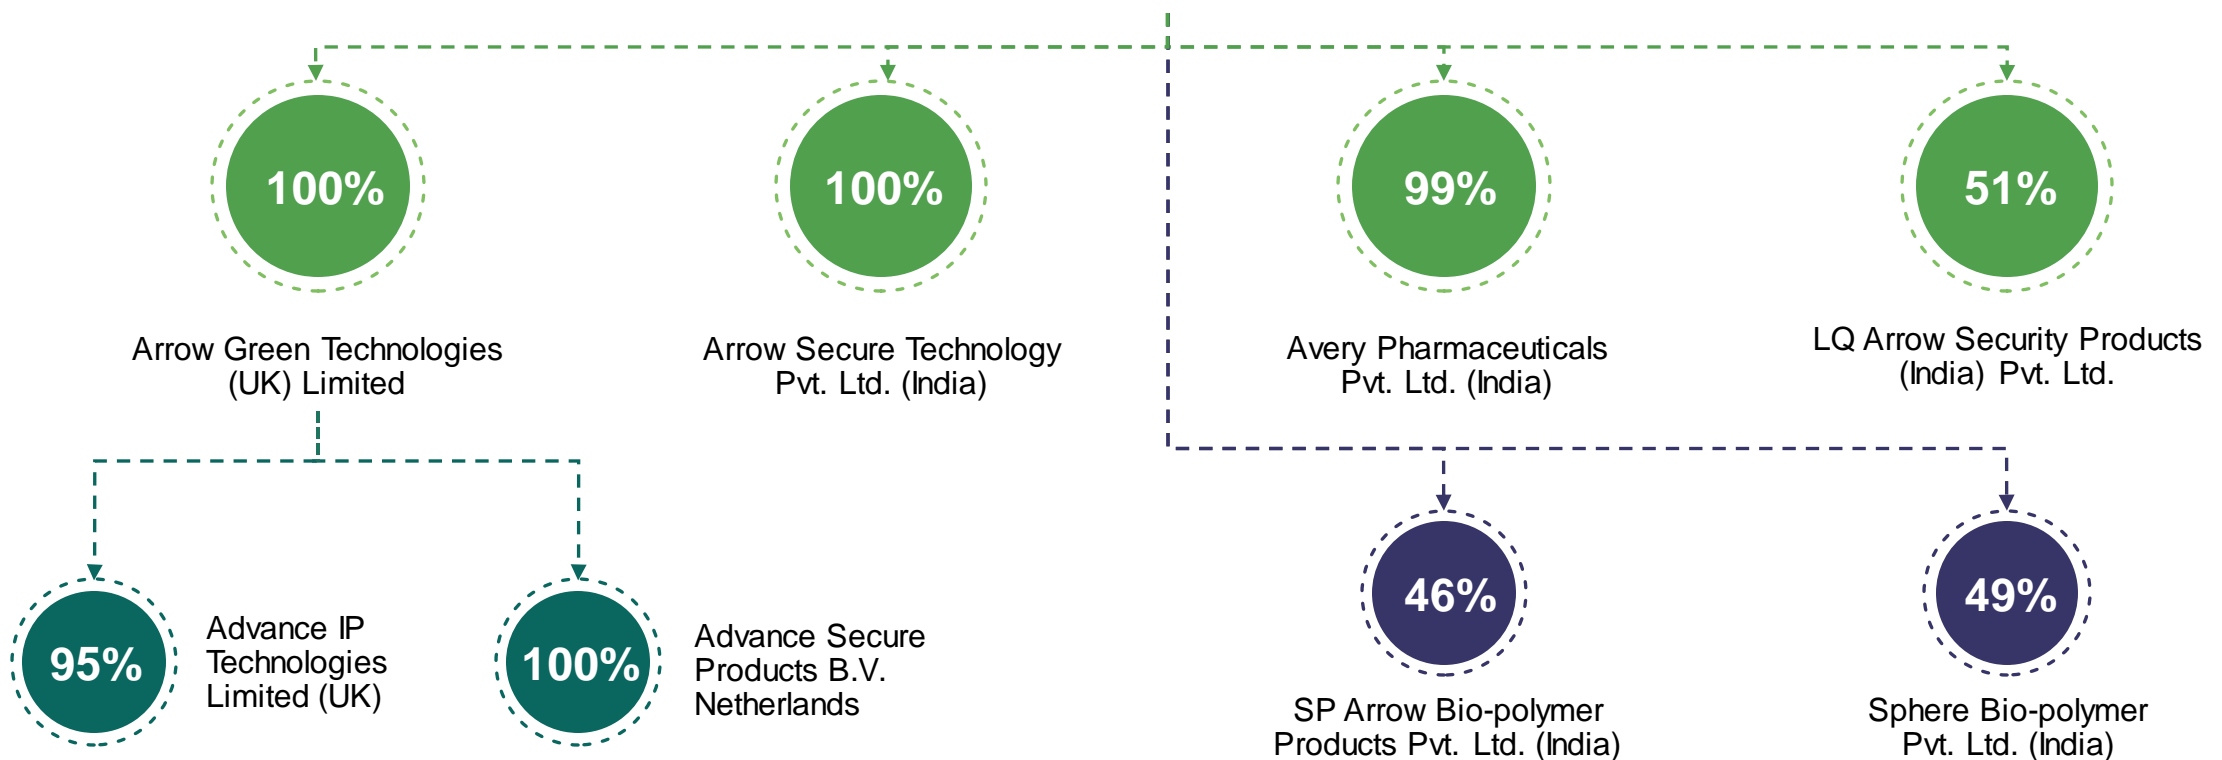 100%
Arrow Green Technologies
(UK) Limited
100%
Arrow Secure Technology
Pvt. Ltd. (India)
99%
Avery Pharmaceuticals
Pvt. Ltd. (India)
51%
LQ Arrow Security Products
(India) Pvt. Ltd.
95%
Advance IP
Technologies
Limited (UK)
100%
Advance Secure
Products B.V.
Netherlands
46%
SP Arrow Bio-polymer
Products Pvt. Ltd. (India)
49%
Sphere Bio-polymer
Pvt. Ltd. (India)